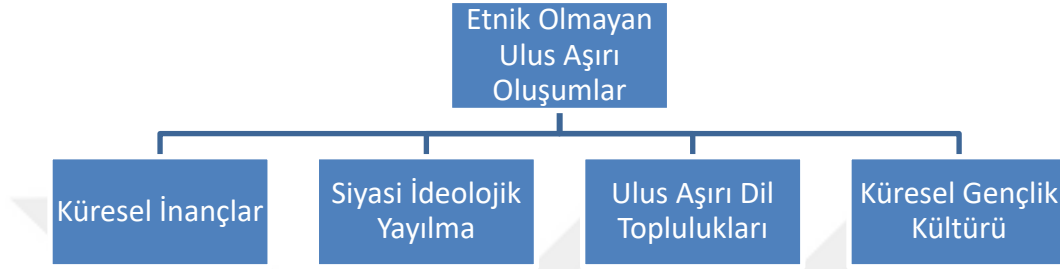 Etnik Olmayan
Ulus Aşırı
Oluşumlar
Küresel İnançlar
Siyasi İdeolojik
Yayılma
Ulus Aşırı Dil
Toplulukları
Küresel Gençlik
Kültürü